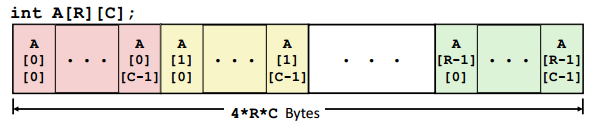 int A[R][C];
A A A A A A
[0] • • • [0] [1] • • • [1] • • • [R-1] • • • [R-1]
[0] [C-1] [0] [C-1] [0] [C-1]
4*R*C Bytes